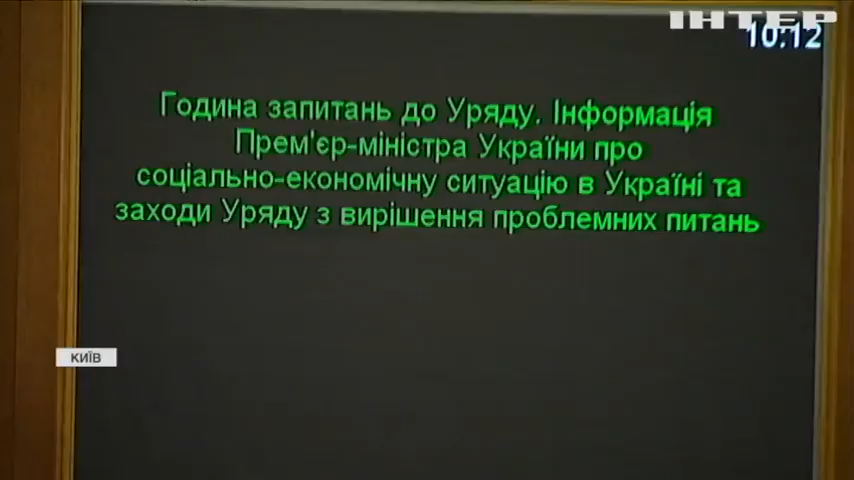 ІНТЕР
10:12
Година запитань до Уряду. Інформація
Прем'єр-міністра України про
соціально-економічну ситуацію в Україні та
заходи Уряду з вирішення проблемних питань
КИЇВ